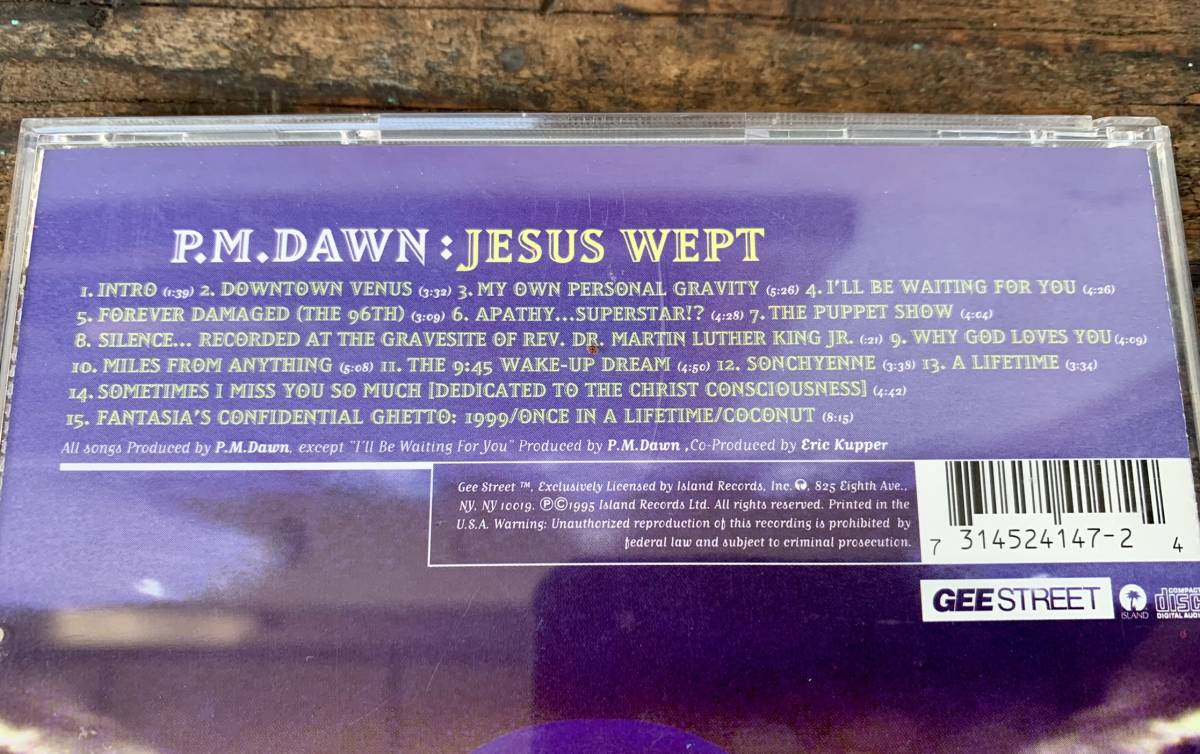 P.M.DAWN : JESUS WEPT
1. INTRO (1:39) 2. DOWNTOWN VENUS (3:32) 3. MY OWN PERSONAL GRAVITY (5:26) 4. I'LL BE WAITING FOR YOU (4:26)
5. FOREVER DAMAGED (THE 96TH) (3:09) 6. APATHY...SUPERSTAR!? (4:28) 7. THE PUPPET SHOW (4:04)
8. SILENCE... RECORDED AT THE GRAVESITE OF REV. DR. MARTIN LUTHER KING JR. (:21) 9. WHY GOD LOVES YOU (4:09)
10. MILES FROM ANYTHING (5:08) 11. THE 9:45 WAKE-UP DREAM (4:50) 12. SONCHYENNE (3:38) 13. A LIFETIME (3:34)
14. SOMETIMES I MISS YOU SO MUCH [DEDICATED TO THE CHRIST CONSCIOUSNESS] (4:42)
15. FANTASIA'S CONFIDENTIAL GHETTO: 1999/ONCE IN A LIFETIME/COCONUT (8:15)
All songs Produced by P.M.Dawn, except "I'll Be Waiting For You" Produced by P.M.Dawn ,Co-Produced by Eric Kupper
Gee Street ™, Exclusively Licensed by Island Records, Inc. , 825 Eighth Ave.,
NY, NY 10019. ℗©1995 Island Records Ltd. All rights reserved. Printed in the
U.S.A. Warning: Unauthorized reproduction of this recording is prohibited by
federal law and subject to criminal prosecution.
7 314524147-2 4
GEE STREET
ISLAND
COMPACT
disc
DIGITAL AUDIO